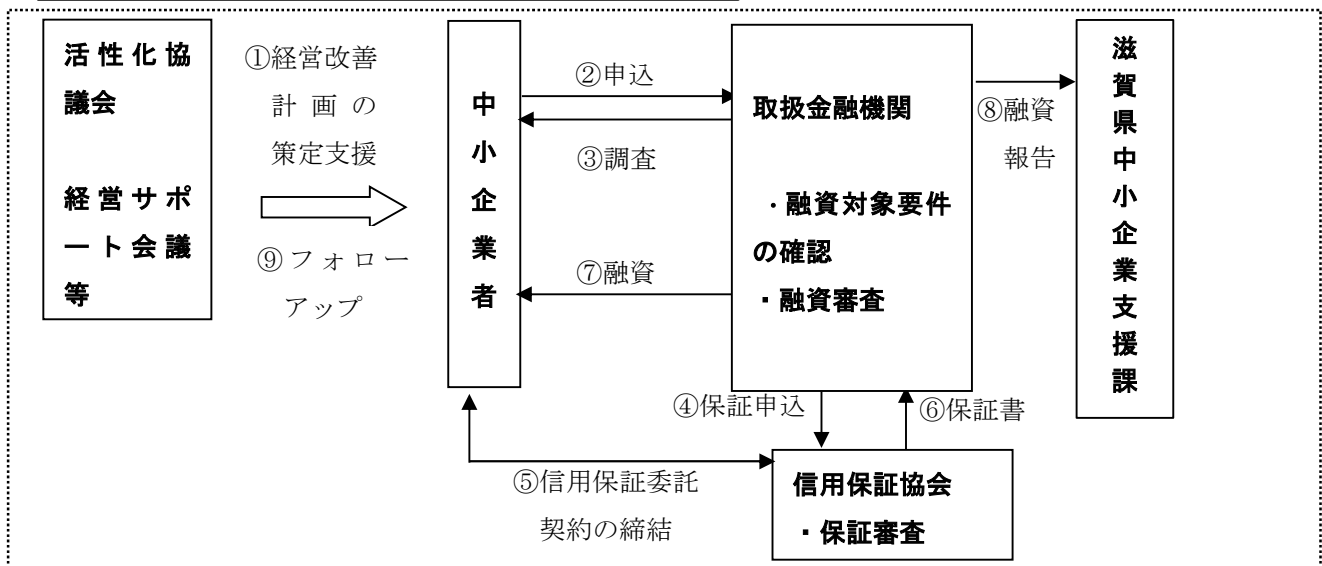 活性化協
議会
経営サポ
ート会議
等
①経営改善
計画の
策定支援
⑨フォロー
アップ
中小企業者
②申込
③調査
⑦融資
取扱金融機関
・融資対象要件
の確認
・融資審査
⑧融資
報告
滋賀県中小企業支援課
④保証申込
⑥保証書
⑤信用保証委託
契約の締結
信用保証協会
・保証審査